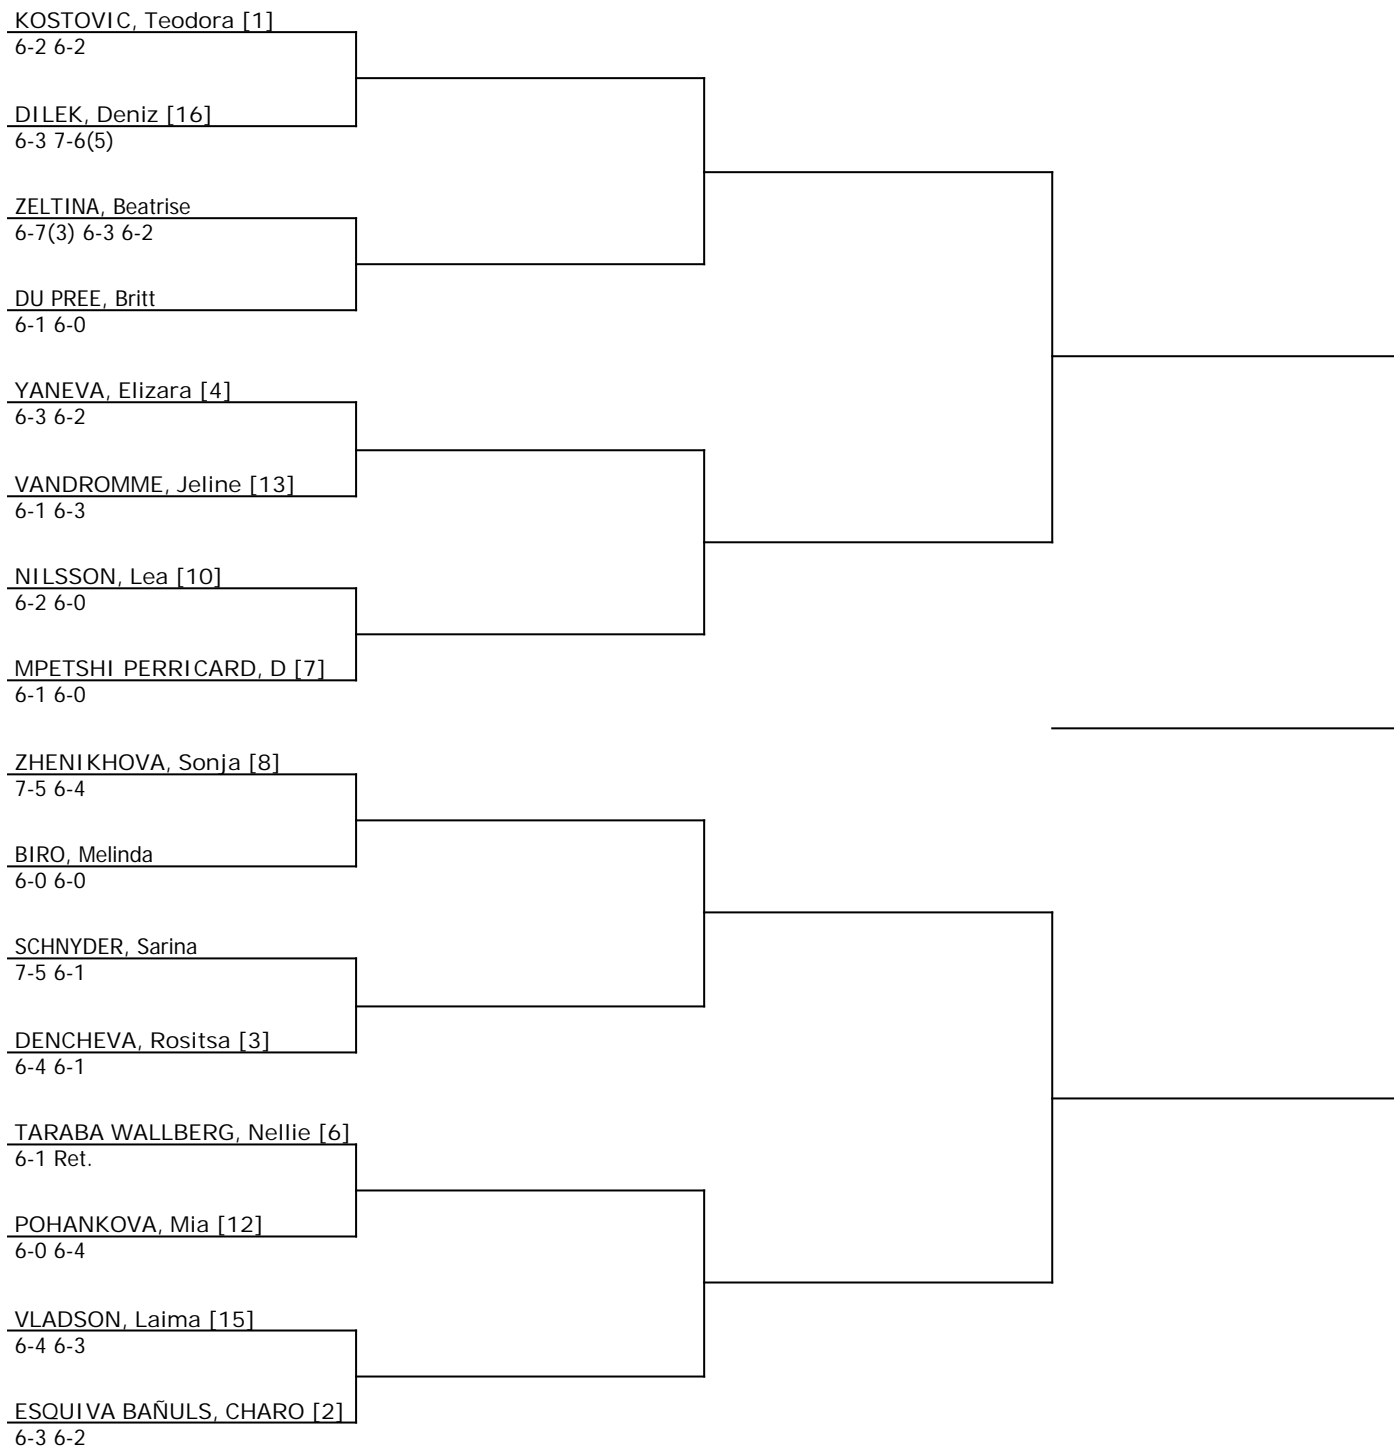 KOSTOVIC, Teodora [1]
6-2 6-2
DILEK, Deniz [16]
6-3 7-6(5)
ZELTINA, Beatrise
6-7(3) 6-3 6-2
DU PREE, Britt
6-1 6-0
YANEVA, Elizara [4]
6-3 6-2
VANDROMME, Jeline [13]
6-1 6-3
NILSSON, Lea [10]
6-2 6-0
MPETSHI PERRICARD, D [7]
6-1 6-0
ZHENIKHOVA, Sonja [8]
7-5 6-4
BIRO, Melinda
6-0 6-0
SCHNYDER, Sarina
7-5 6-1
DENCHEVA, Rositsa [3]
6-4 6-1
TARABA WALLBERG, Nellie [6]
6-1 Ret.
POHANKOVA, Mia [12]
6-0 6-4
VLADSON, Laima [15]
6-4 6-3
ESQUIVA BAÑULS, CHARO [2]
6-3 6-2